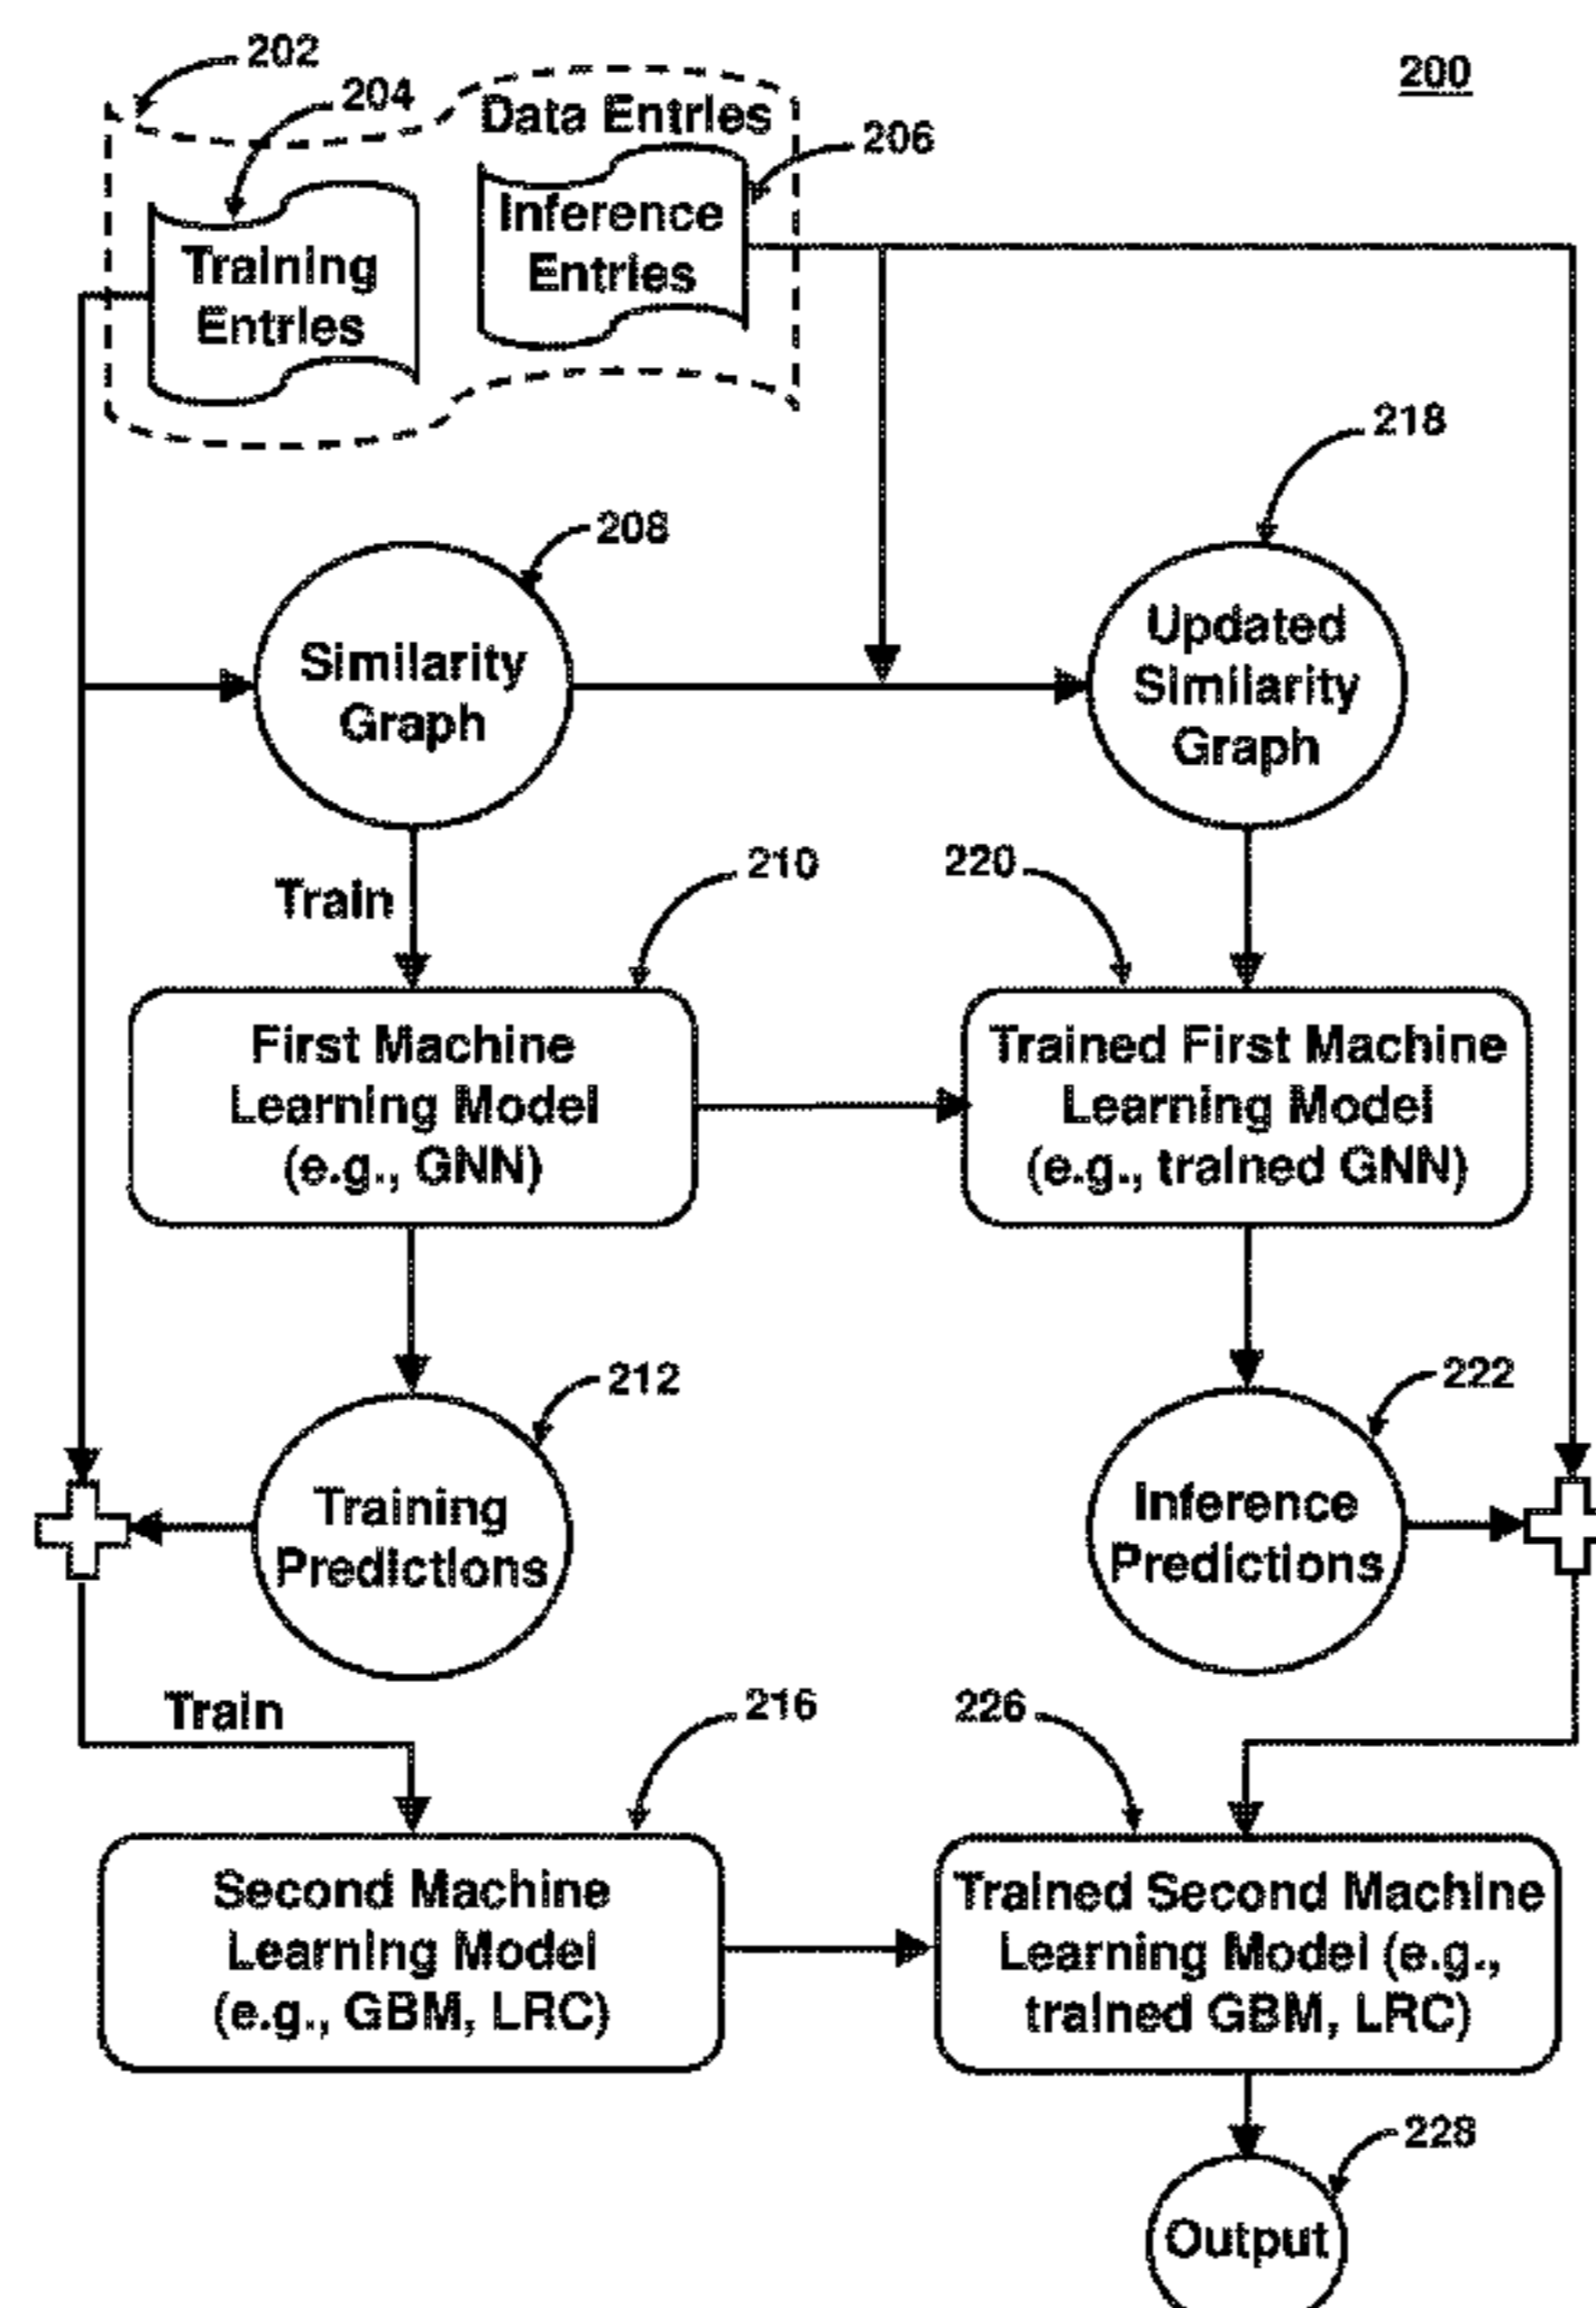 202
200
204
Data Entries
206
Inference
Entries
Training
Entries
218
208
Updated
Similarity
Graph
Similarity
Graph
210
220
Train
First Machine
Learning Model
(e.g., GNN)
Trained First Machine
Learning Model
(e.g., trained GNN)
212
222
Training
Predictions
Inference
Predictions
Train
216
226
Second Machine
Learning Model
(e.g., GBM, LRC)
Trained Second Machine
Learning Model (e.g.,
trained GBM, LRC)
228
Output